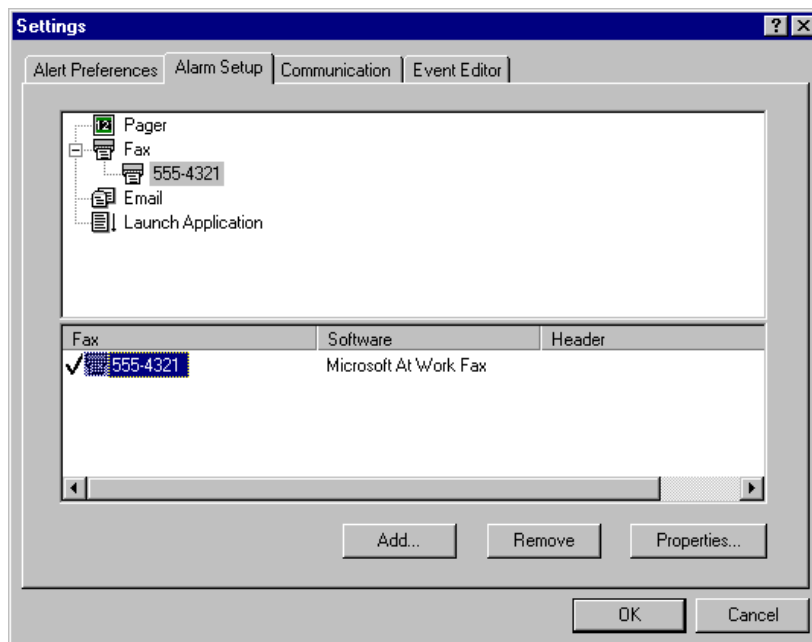 Settings
Alert Preferences Alarm Setup Communication Event Editor
12 Pager
Fax
555-4321
Email
Launch Application
Fax Software Header
555-4321 Microsoft At Work Fax
Add... Remove Properties...
OK Cancel